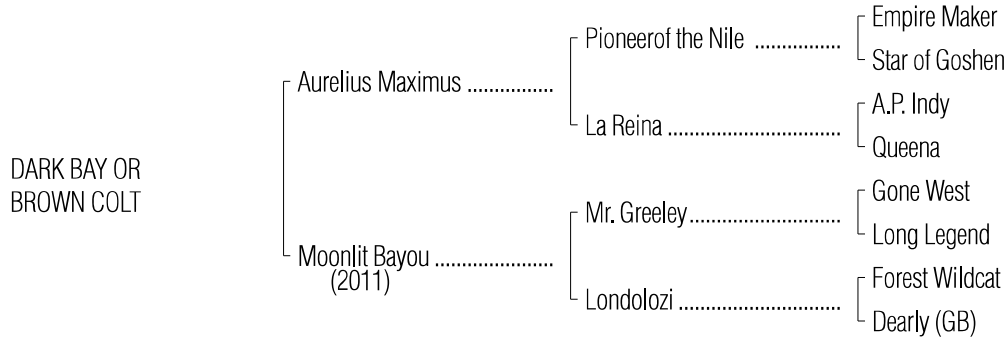 DARK BAY OR
BROWN COLT
Aurelius Maximus ..................
Moonlit Bayou .........................
(2011)
Pioneerof the Nile ..................
La Reina .....................................
Mr. Greeley................................
Londolozi ...................................
Empire Maker
Star of Goshen
A.P. Indy
Queena
Gone West
Long Legend
Forest Wildcat
Dearly (GB)